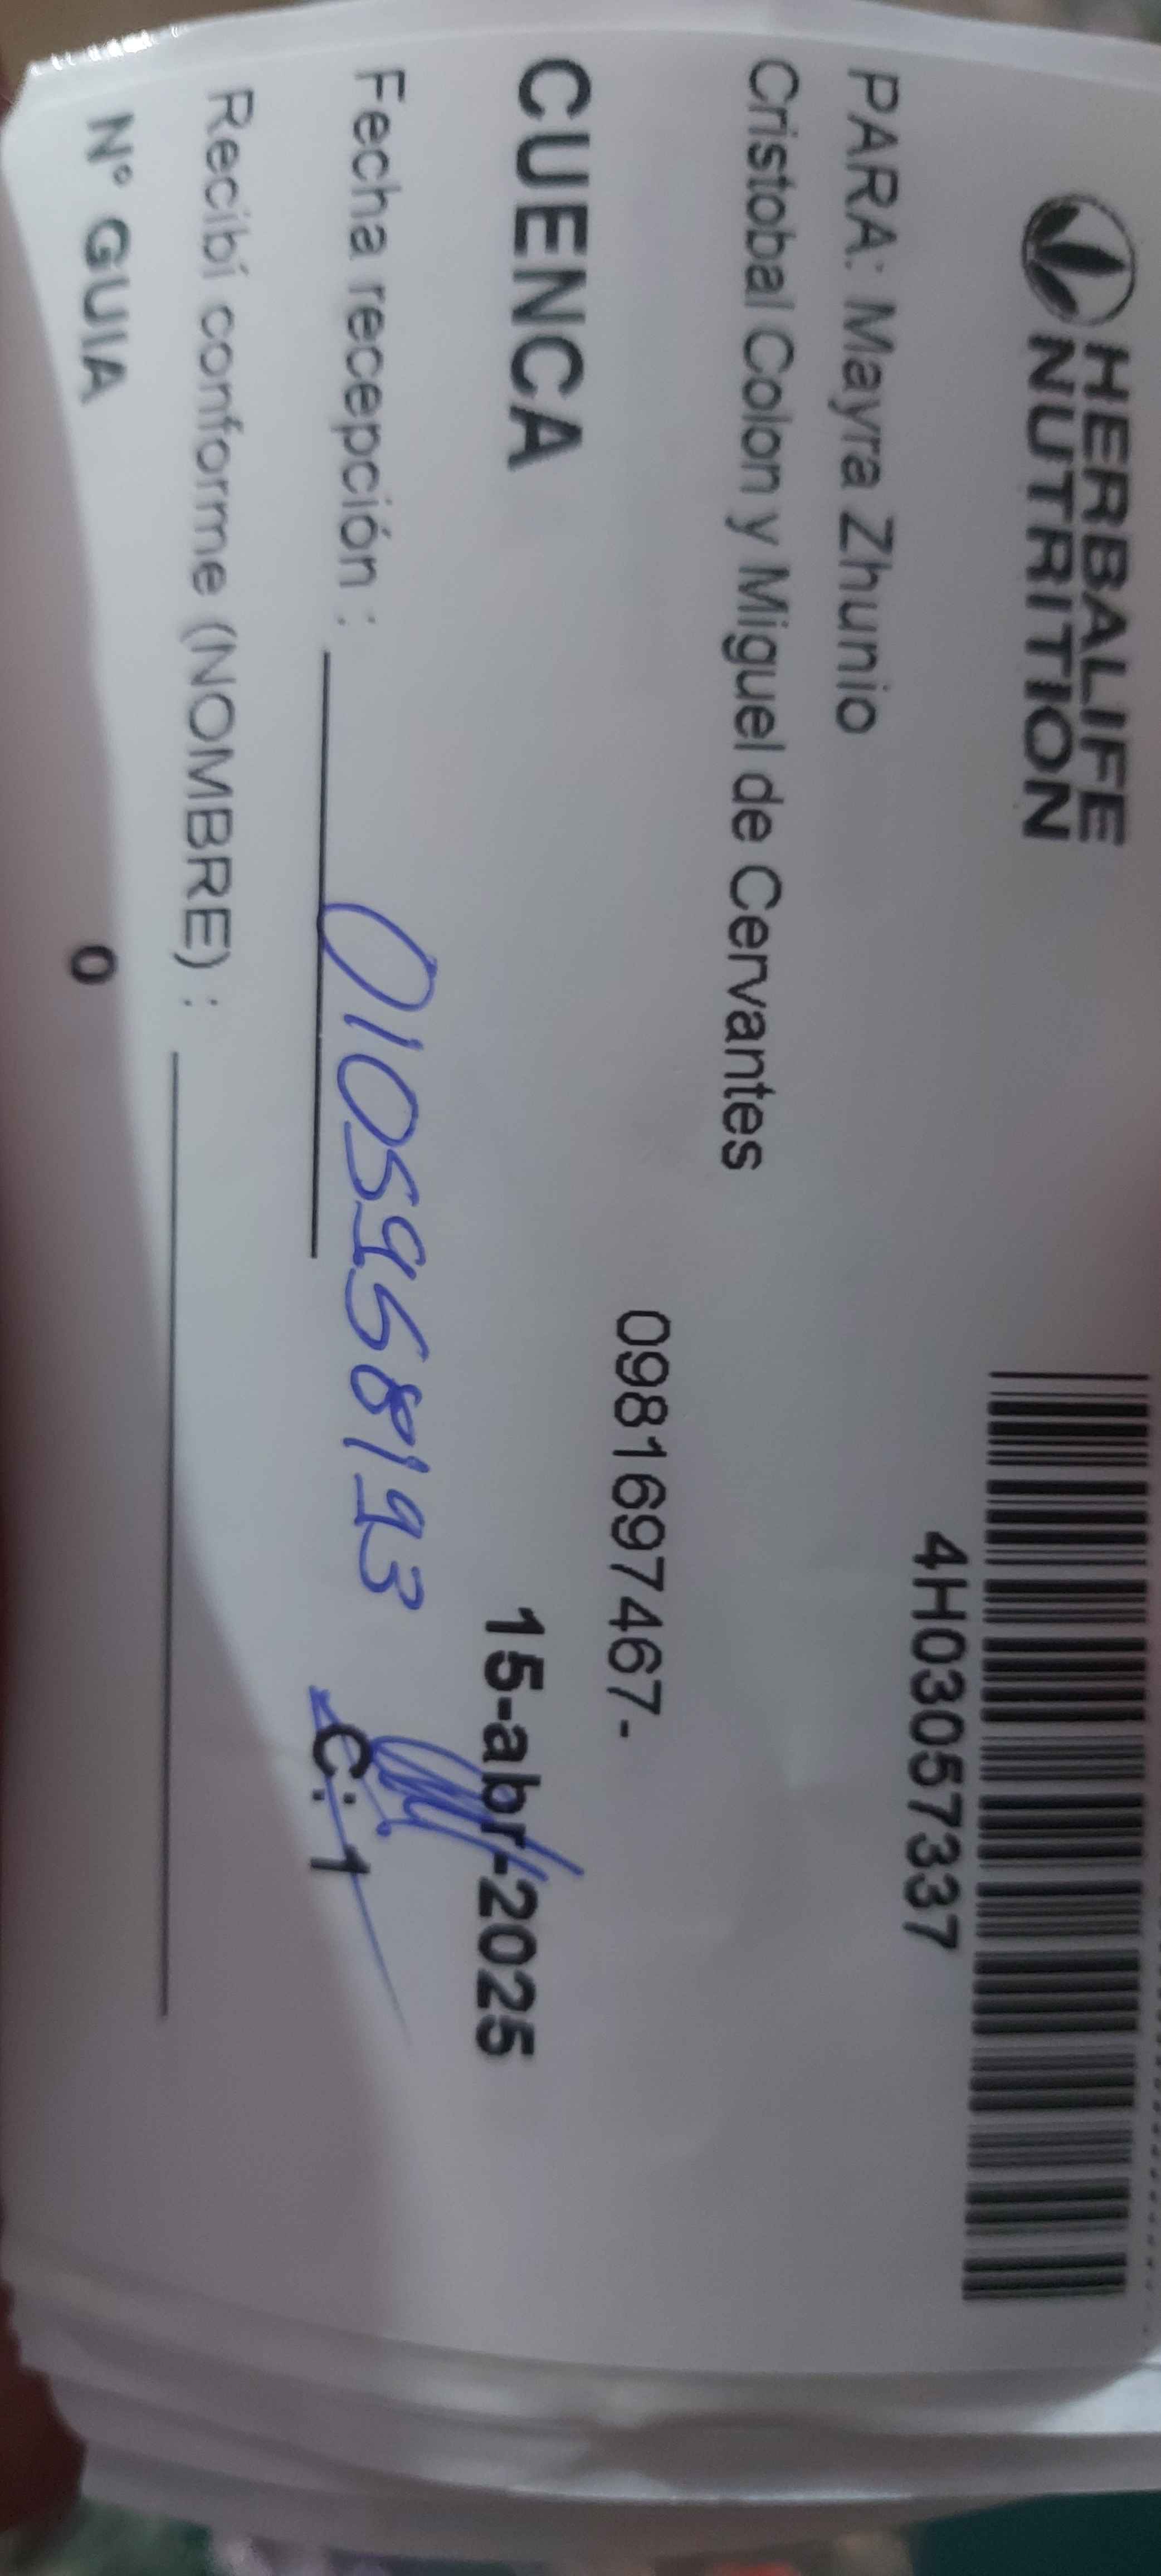 HERBALIFE
NUTRITION
4H03057337
PARA: Mayra Zhunio
Cristobal Colon y Miguel de Cervantes
0981697467-
CUENCA
15-abr-2025
Fecha recepción :
01059568193
C: 1
Recibí conforme (NOMBRE) :
N° GUIA 0